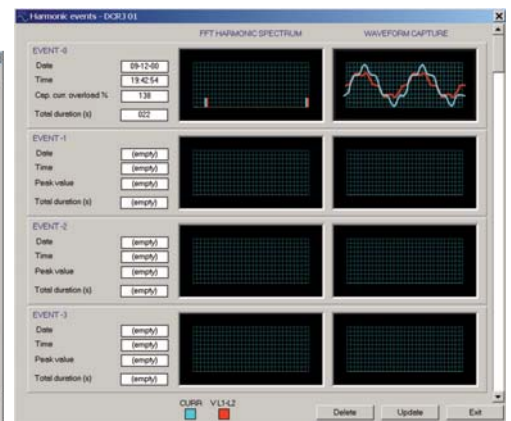 Harmonic events - DCRJ 01
FFT HARMONIC SPECTRUM
WAVEFORM CAPTURE
EVENT-0
Date 09-12-00
Time 19:42:54
Cap. curr. overload % 138
Total duration (s) 022
EVENT-1
Date (empty)
Time (empty)
Peak value (empty)
Total duration (s) (empty)
EVENT-2
Date (empty)
Time (empty)
Peak value (empty)
Total duration (s) (empty)
EVENT-3
Date (empty)
Time (empty)
Peak value (empty)
Total duration (s) (empty)
CURR. V L1-L2
Delete Update Exit